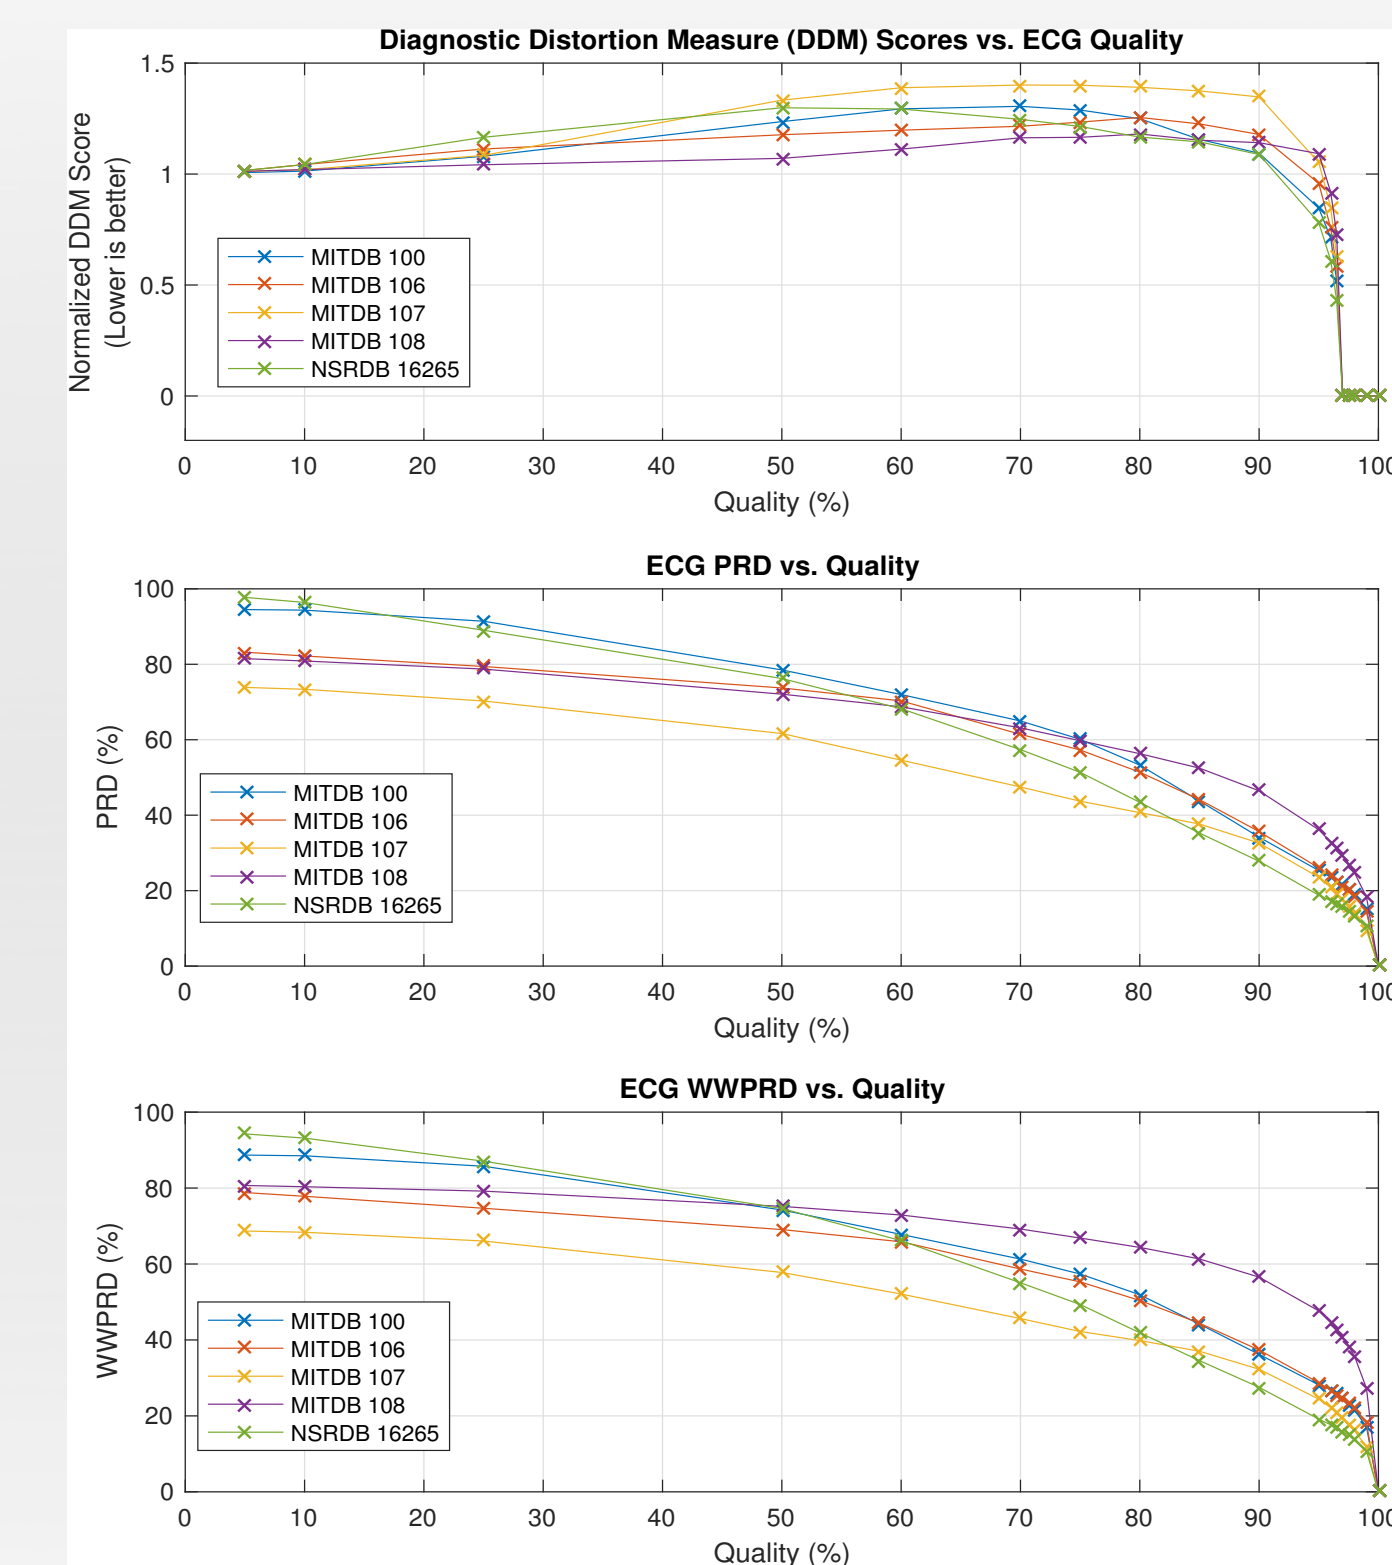 Diagnostic Distortion Measure (DDM) Scores vs. ECG Quality
Normalized DDM Score
(Lower is better)
1.5
1
0.5
0
MITDB 100
MITDB 106
MITDB 107
MITDB 108
NSRDB 16265
0 10 20 30 40 50 60 70 80 90 100
Quality (%)
ECG PRD vs. Quality
PRD (%)
100
80
60
40
20
0
MITDB 100
MITDB 106
MITDB 107
MITDB 108
NSRDB 16265
0 10 20 30 40 50 60 70 80 90 100
Quality (%)
ECG WWPRD vs. Quality
WWPRD (%)
100
80
60
40
20
0
MITDB 100
MITDB 106
MITDB 107
MITDB 108
NSRDB 16265
0 10 20 30 40 50 60 70 80 90 100
Quality (%)